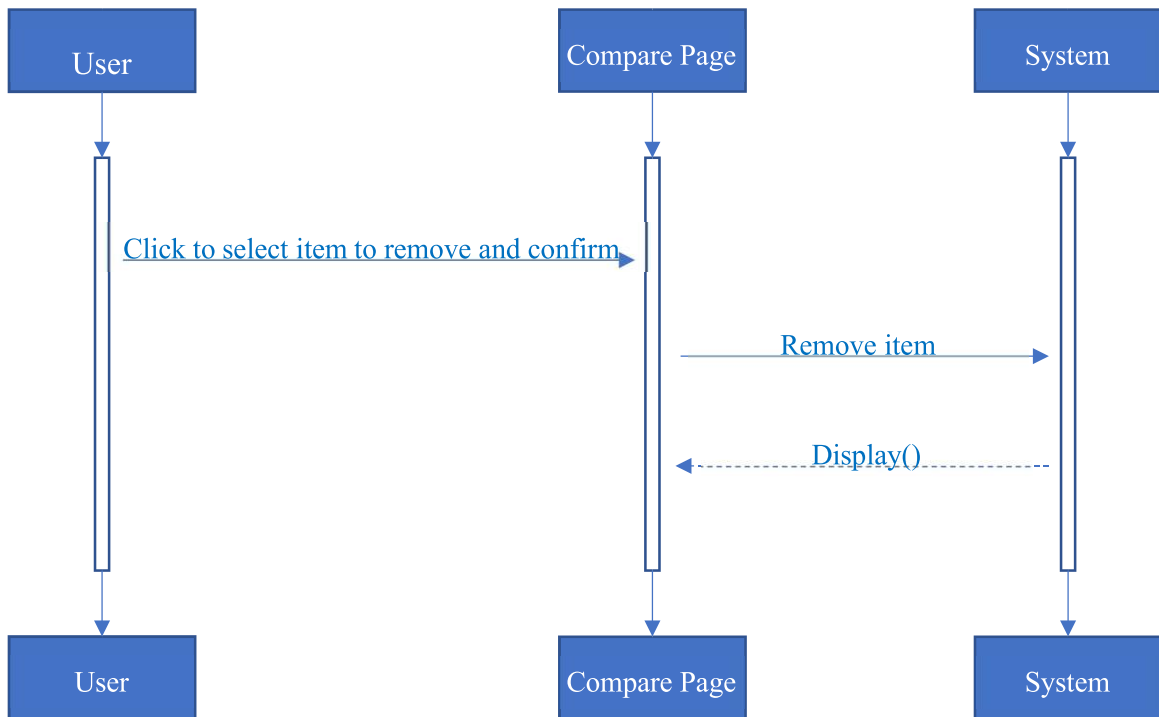 User
Compare Page
System
Click to select item to remove and confirm
Remove item
Display()
User
Compare Page
System